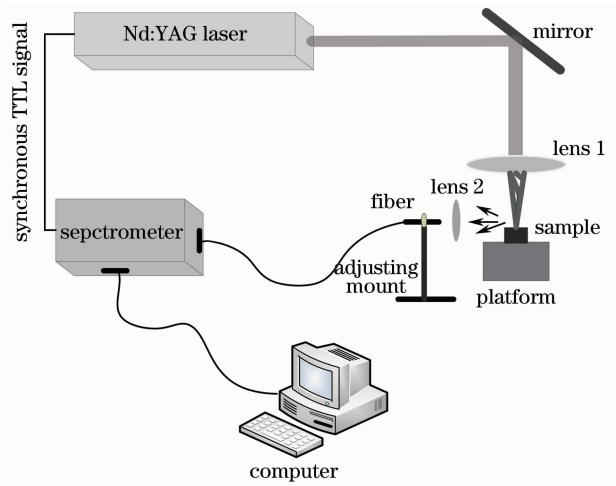 Nd:YAG laser
mirror
synchronous TTL signal
lens 1
lens 2
fiber
sample
sepctrometer
adjusting
mount
platform
computer